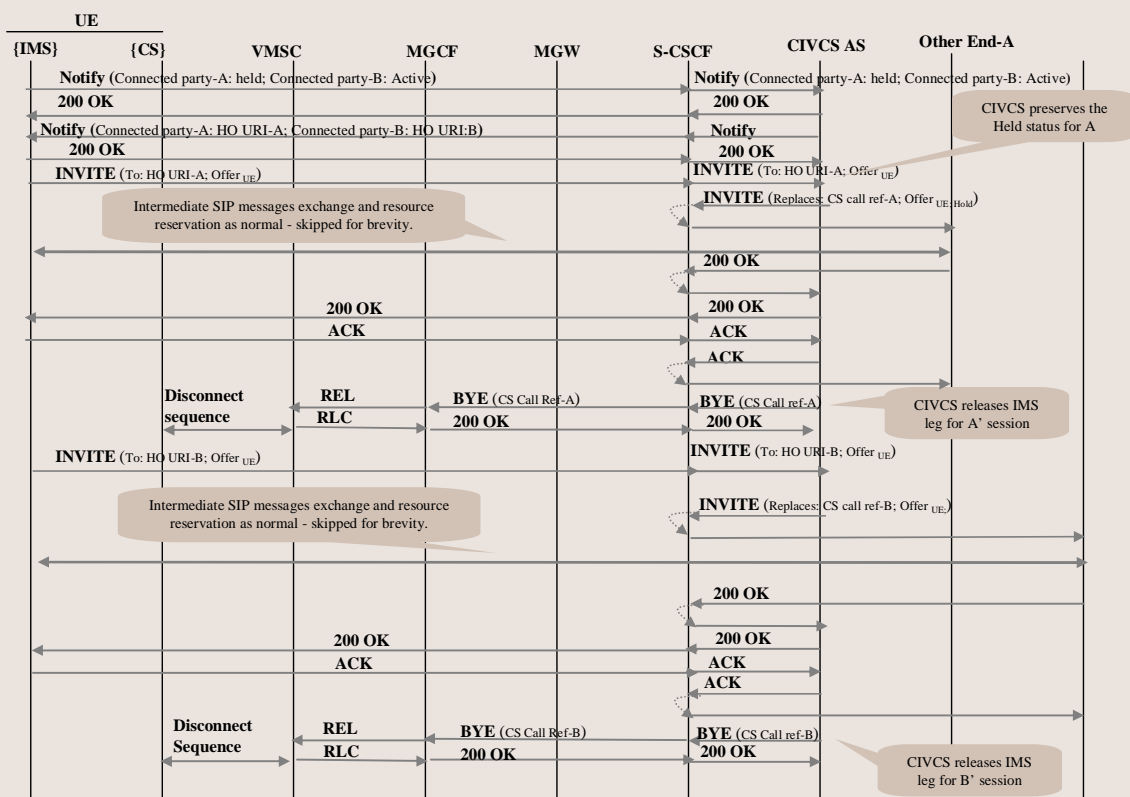 UE
{IMS} {CS} VMSC MGCF MGW S-CSCF CIVCS AS Other End-A
Notify (Connected party-A: held; Connected party-B: Active) Notify (Connected party-A: held; Connected party-B: Active)
200 OK 200 OK
CIVCS preserves the
Held status for A
Notify (Connected party-A: HO URI-A; Connected party-B: HO URI:B) Notify
200 OK 200 OK
INVITE (To: HO URI-A; Offer UE) INVITE (To: HO URI-A; Offer UE)
INVITE (Replaces: CS call ref-A; Offer UE; Hold)
Intermediate SIP messages exchange and resource
reservation as normal - skipped for brevity.
200 OK
200 OK 200 OK
ACK ACK
ACK
Disconnect
sequence
REL BYE (CS Call Ref-A) BYE (CS Call ref-A)
RLC 200 OK 200 OK
CIVCS releases IMS
leg for A’ session
INVITE (To: HO URI-B; Offer UE) INVITE (To: HO URI-B; Offer UE)
Intermediate SIP messages exchange and resource
reservation as normal - skipped for brevity.
INVITE (Replaces: CS call ref-B; Offer UE;)
200 OK
200 OK 200 OK
ACK ACK
ACK
Disconnect
Sequence
REL BYE (CS Call Ref-B) BYE (CS Call ref-B)
RLC 200 OK 200 OK
CIVCS releases IMS
leg for B’ session